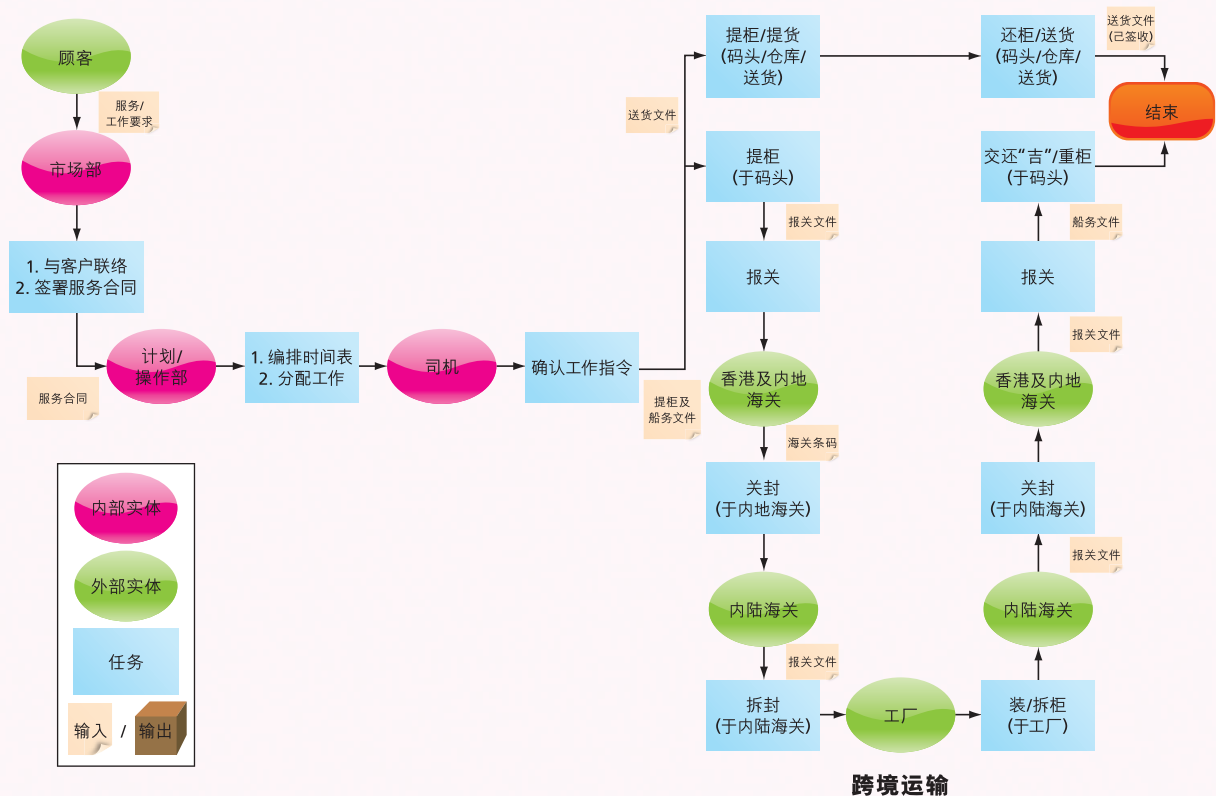 顾客
服务/
工作要求
市场部
1. 与客户联络
2. 签署服务合同
服务合同
计划/
操作部
1. 编排时间表
2. 分配工作
司机
确认工作指令
送货文件
提柜及
船务文件
提柜/提货
(码头/仓库/
送货)
还柜/送货
(码头/仓库/
送货)
送货文件
(已签收)
结束
提柜
(于码头)
报关文件
报关
香港及内地
海关
海关条码
关封
(于内地海关)
内陆海关
报关文件
拆封
(于内陆海关)
工厂
装/拆柜
(于工厂)
内陆海关
报关文件
关封
(于内陆海关)
香港及内地
海关
报关文件
报关
船务文件
交还“吉”/重柜
(于码头)
内部实体
外部实体
任务
输入 / 输出
跨境运输